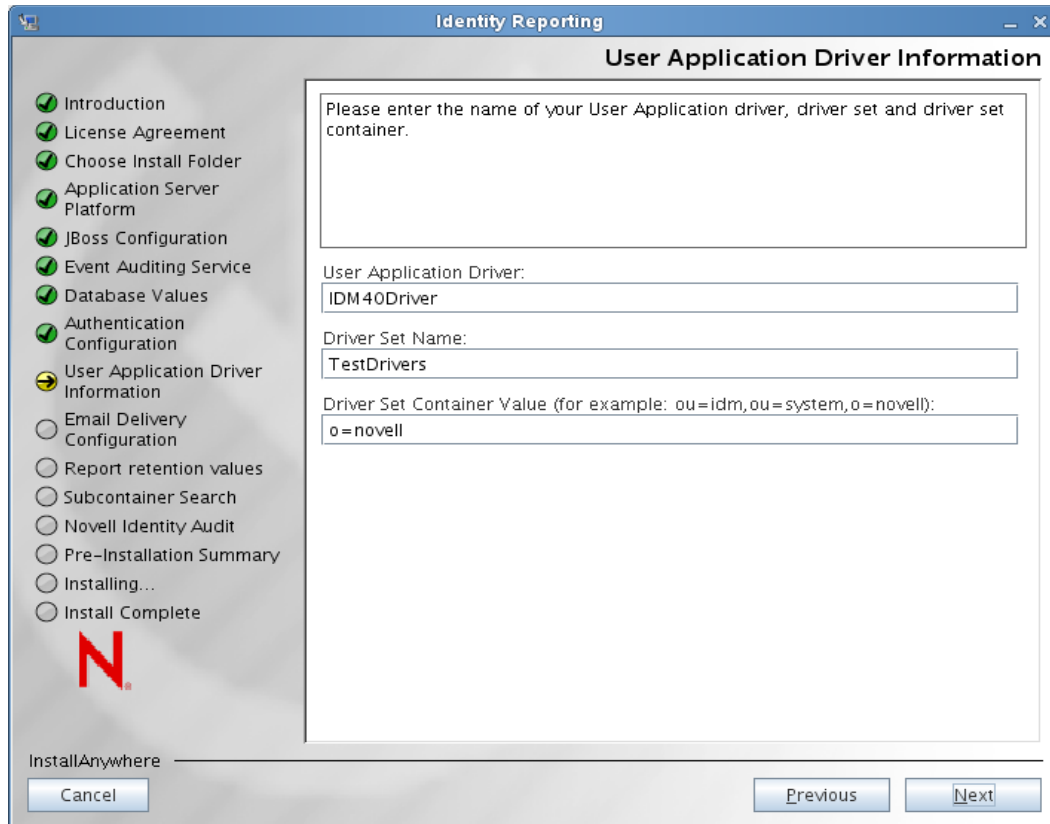 Identity Reporting
User Application Driver Information
Introduction
License Agreement
Choose Install Folder
Application Server
Platform
JBoss Configuration
Event Auditing Service
Database Values
Authentication
Configuration
User Application Driver
Information
Email Delivery
Configuration
Report retention values
Subcontainer Search
Novell Identity Audit
Pre-Installation Summary
Installing...
Install Complete
N®
Please enter the name of your User Application driver, driver set and driver set
container.
User Application Driver:
IDM40Driver
Driver Set Name:
TestDrivers
Driver Set Container Value (for example: ou=idm,ou=system,o=novell):
o=novell
InstallAnywhere
Cancel
Previous
Next